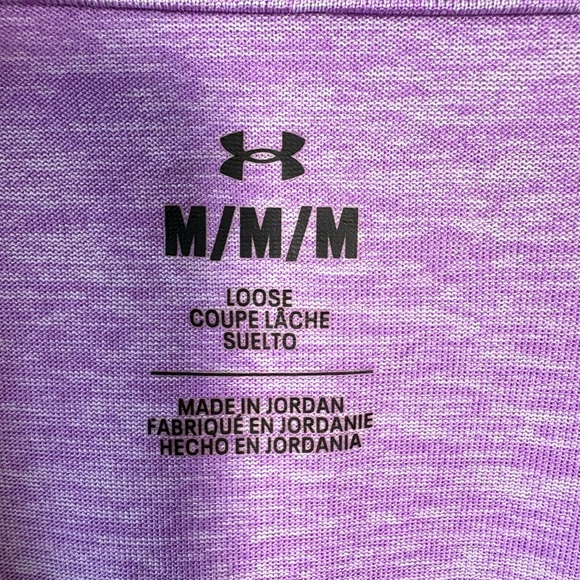 M/M/M
LOOSE
COUPE LÂCHE
SUELTO
MADE IN JORDAN
FABRIQUÉ EN JORDANIE
HECHO EN JORDANIA